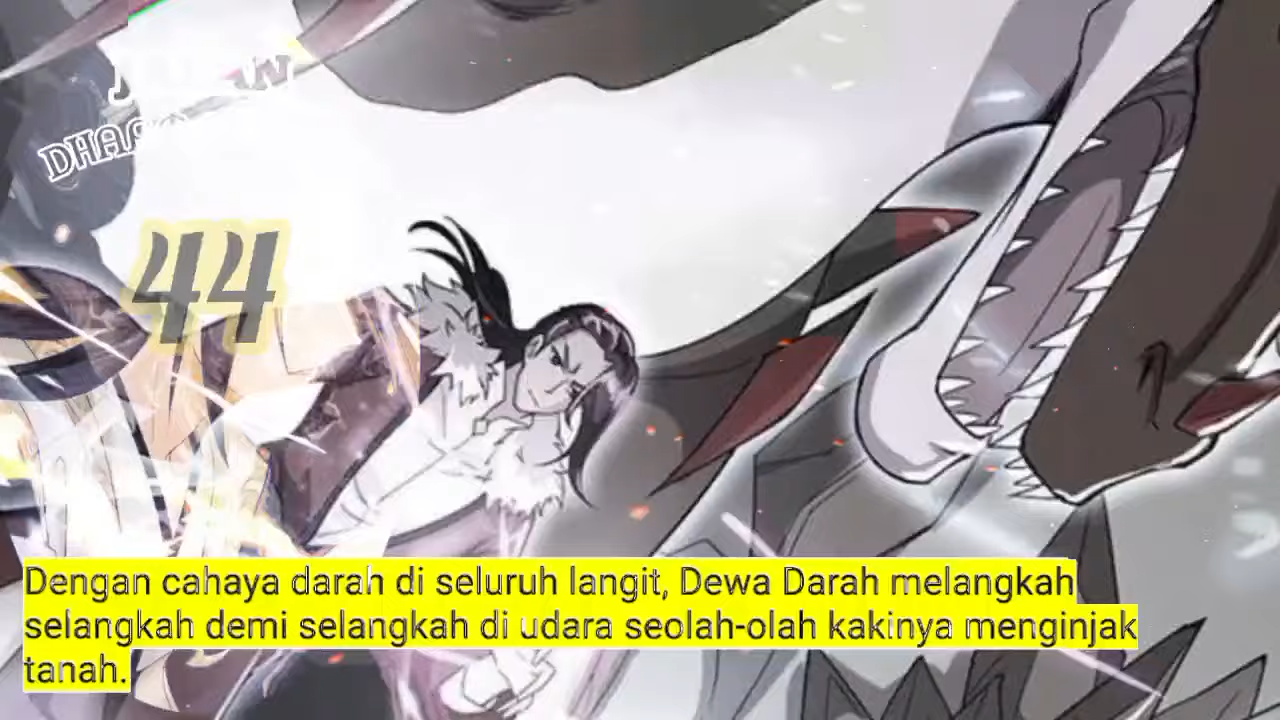 44
Dengan cahaya darah di seluruh langit, Dewa Darah melangkah
selangkah demi selangkah di udara seolah-olah kakinya menginjak
tanah.